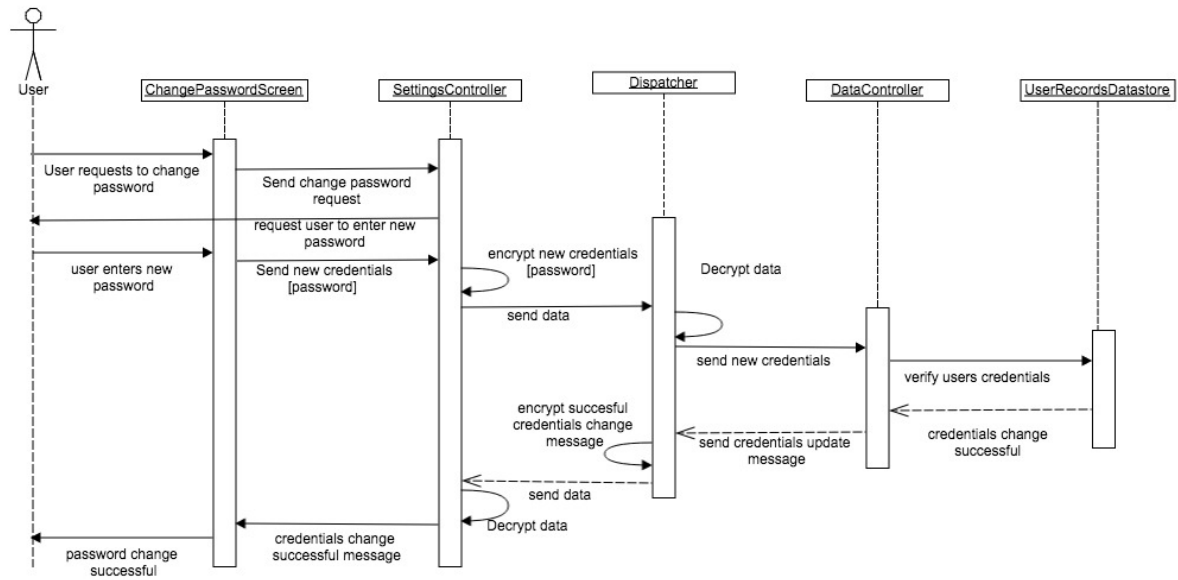 User
ChangePasswordScreen
SettingsController
Dispatcher
DataController
UserRecordsDatastore
User requests to change
password
Send change password
request
request user to enter new
password
user enters new
password
Send new credentials
[password]
encrypt new credentials
[password]
send data
Decrypt data
send new credentials
verify users credentials
credentials change
successful
send credentials update
message
encrypt succesful
credentials change
message
send data
Decrypt data
credentials change
successful message
password change
successful